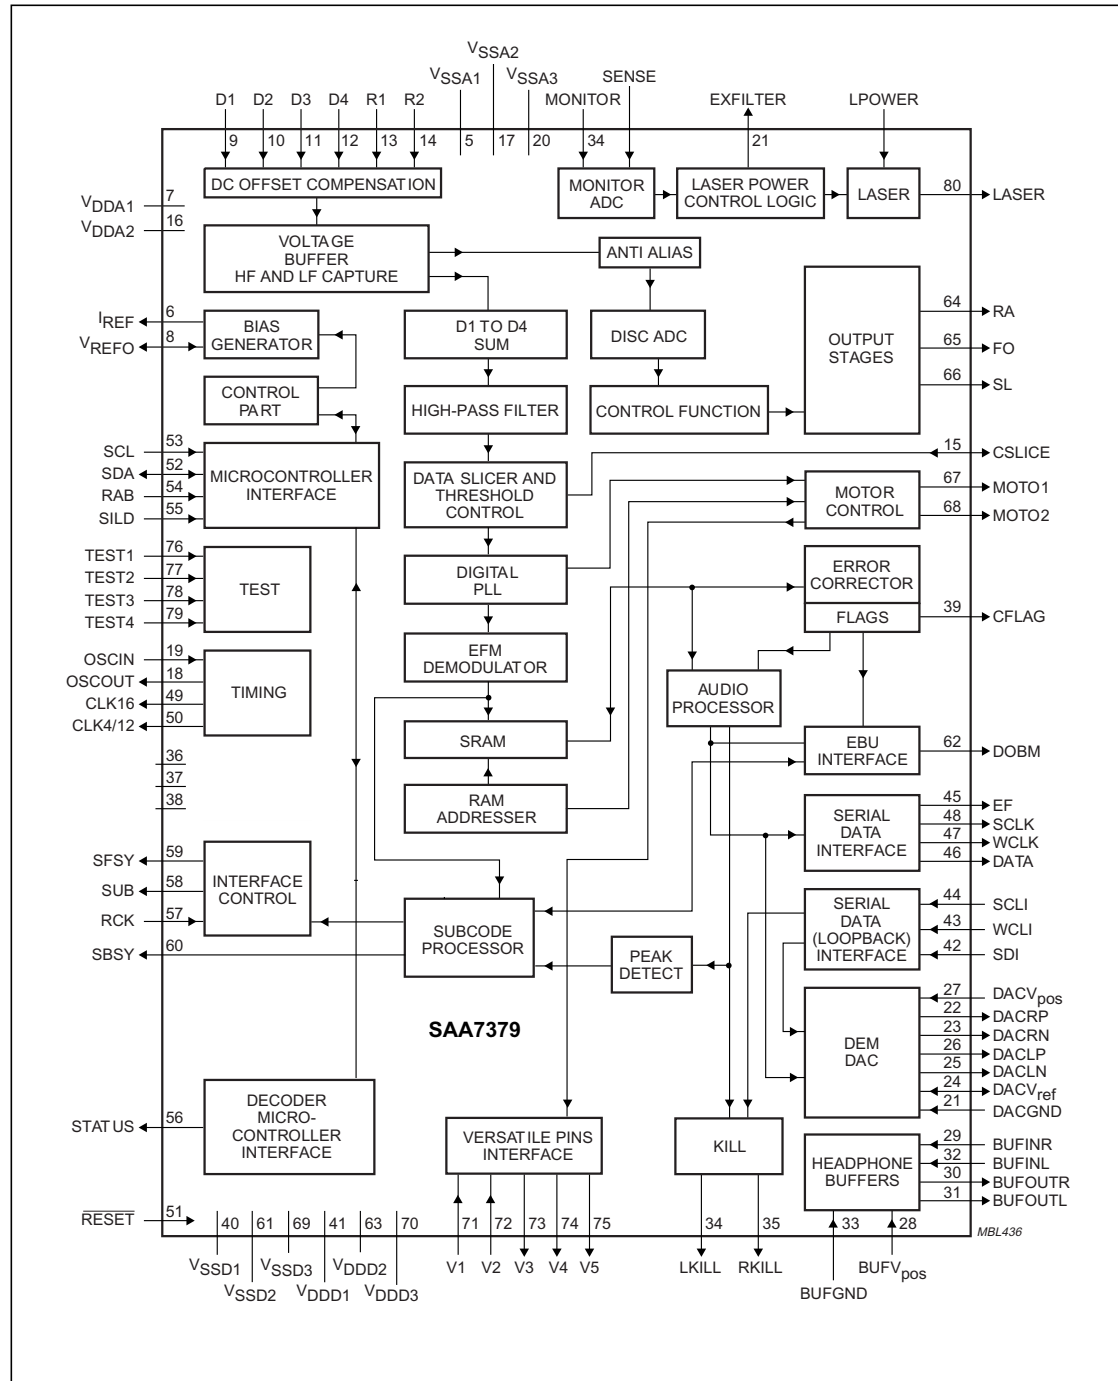 VSSA2
VSSA1
VSSA3
SENSE
D1 D2 D3 D4 R1 R2
MONITOR
EXFILTER
LPOWER
9 10 11 12 13 14 5 17 20 34 21
DC OFFSET COMPENSATION
MONITOR
ADC
LASER POWER
CONTROL LOGIC
LASER
80
LASER
7
VDDA1
16
VDDA2
VOLTAGE
BUFFER
HF AND LF CAPTURE
ANTI ALIAS
6
IREF
8
VREFO
BIAS
GENERATOR
D1 TO D4
SUM
DISC ADC
OUTPUT
STAGES
64
RA
65
FO
66
SL
CONTROL
PART
HIGH-PASS FILTER
CONTROL FUNCTION
53
SCL
52
SDA
54
RAB
55
SILD
MICROCONTROLLER
INTERFACE
DATA SLICER AND
THRESHOLD
CONTROL
15
CSLICE
MOTOR
CONTROL
67
MOTO1
68
MOTO2
76
TEST1
77
TEST2
78
TEST3
79
TEST4
TEST
DIGITAL
PLL
ERROR
CORRECTOR
FLAGS
39
CFLAG
19
OSCIN
18
OSCOUT
49
CLK16
50
CLK4/12
TIMING
EFM
DEMODULATOR
AUDIO
PROCESSOR
SRAM
EBU
INTERFACE
62
DOBM
36
37
38
RAM
ADDRESSER
SERIAL
DATA
INTERFACE
45
EF
48
SCLK
47
WCLK
46
DATA
59
SFSY
58
SUB
57
RCK
60
SBSY
INTERFACE
CONTROL
SUBCODE
PROCESSOR
PEAK
DETECT
SERIAL
DATA
(LOOPBACK)
INTERFACE
44
SCLI
43
WCLI
42
SDI
SAA7379
DEM
DAC
27
DACVpos
22
DACRP
23
DACRN
26
DACLP
25
DACLN
24
DACVref
21
DACGND
56
STATUS
DECODER
MICRO-
CONTROLLER
INTERFACE
VERSATILE PINS
INTERFACE
KILL
HEADPHONE
BUFFERS
29
BUFINR
32
BUFINL
30
BUFOUTR
31
BUFOUTL
51
RESET
40 61 69 41 63 70 71 72 73 74 75 34 35 33 28
MBL436
VSSD1
VSSD2
VSSD3
VDDD1
VDDD2
VDDD3
V1 V2 V3 V4 V5
LKILL RKILL
BUFGND
BUFVpos